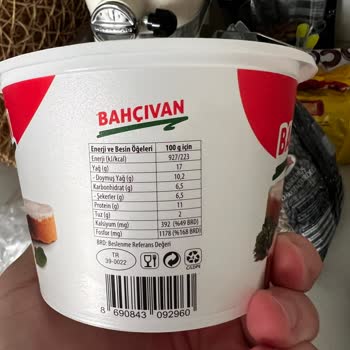 BAHÇIVAN
Enerji ve Besin Öğeleri 100 g için
Enerji (kJ/kcal) 927/223
Yağ (g) 17
- Doymuş Yağ (g) 10,2
Karbonhidrat (g) 6,5
- Şekerler (g) 6,5
Protein (g) 11
Tuz (g) 2
Kalsiyum (mg) 392 (%49 BRD)
Fosfor (mg) 1178 (%168 BRD)
BRD: Beslenme Referans Değeri
TR
39-0022
C/LDPE
8 690843 092960